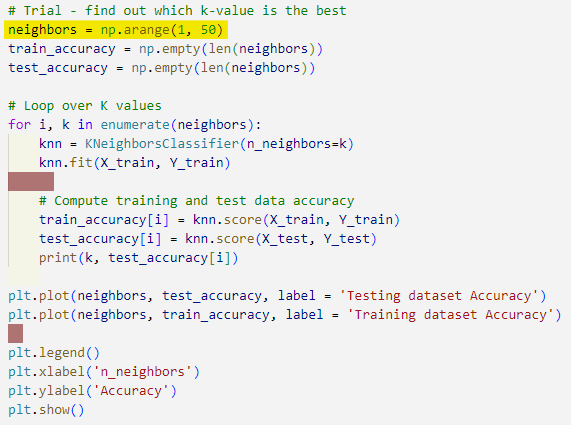 # Trial - find out which k-value is the best
neighbors = np.arange(1, 50)
train_accuracy = np.empty(len(neighbors))
test_accuracy = np.empty(len(neighbors))

# Loop over K values
for i, k in enumerate(neighbors):
    knn = KNeighborsClassifier(n_neighbors=k)
    knn.fit(X_train, Y_train)

    # Compute training and test data accuracy
    train_accuracy[i] = knn.score(X_train, Y_train)
    test_accuracy[i] = knn.score(X_test, Y_test)
    print(k, test_accuracy[i])

plt.plot(neighbors, test_accuracy, label = 'Testing dataset Accuracy')
plt.plot(neighbors, train_accuracy, label = 'Training dataset Accuracy')

plt.legend()
plt.xlabel('n_neighbors')
plt.ylabel('Accuracy')
plt.show()